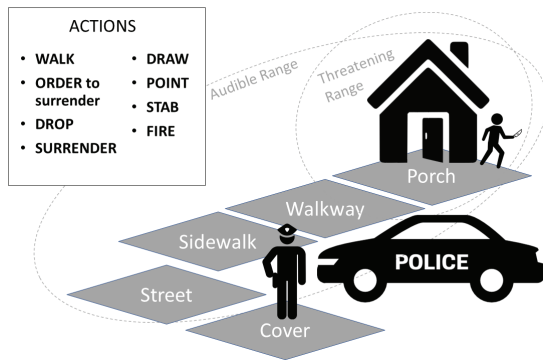 ACTIONS
• WALK
• ORDER to
surrender
• DROP
• SURRENDER
• DRAW
• POINT
• STAB
• FIRE
Audible Range
Threatening
Range
Porch
Walkway
Sidewalk
POLICE
Street
Cover